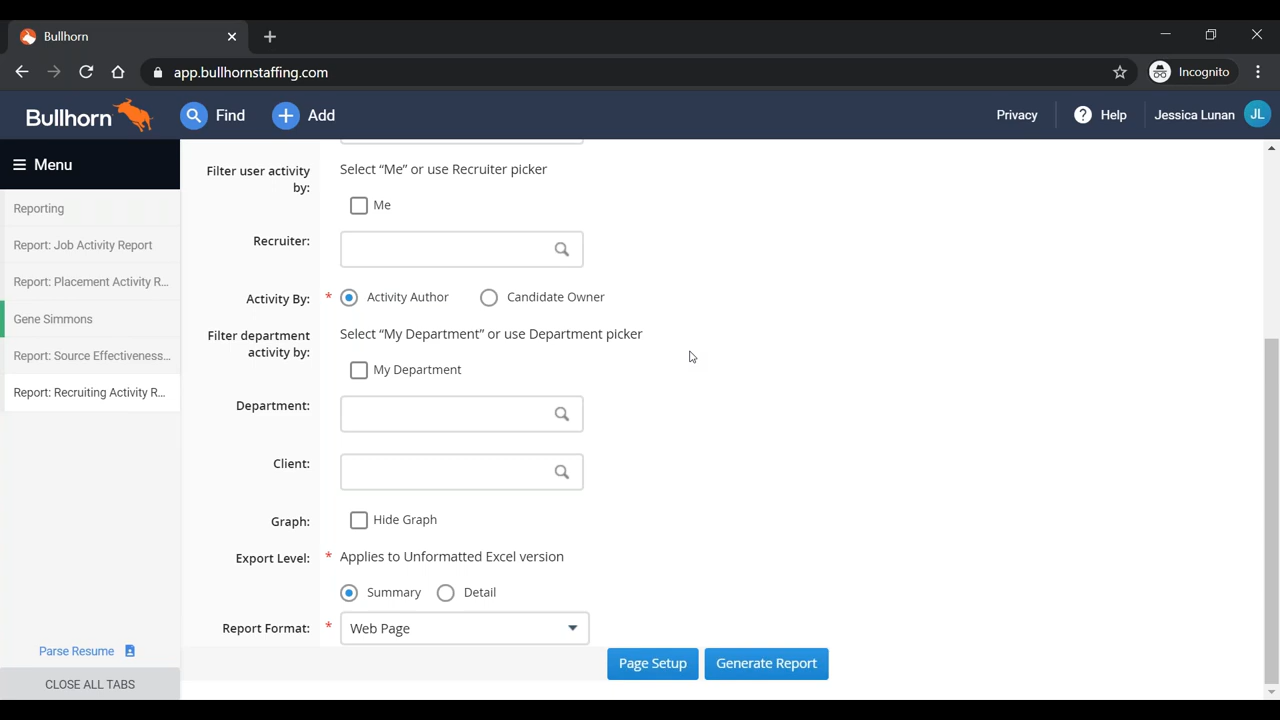 Bullhorn
app.bullhornstaffing.com
Incognito
Bullhorn
Find
Add
Privacy
? Help
Jessica Lunan
JL
Menu
Reporting
Report: Job Activity Report
Report: Placement Activity R...
Gene Simmons
Report: Source Effectiveness...
Report: Recruiting Activity R...
Parse Resume
CLOSE ALL TABS
Filter user activity by:
Select “Me” or use Recruiter picker
Me
Recruiter:
Activity By: * Activity Author Candidate Owner
Filter department activity by:
Select “My Department” or use Department picker
My Department
Department:
Client:
Graph: Hide Graph
Export Level: * Applies to Unformatted Excel version
Summary Detail
Report Format: * Web Page
Page Setup Generate Report